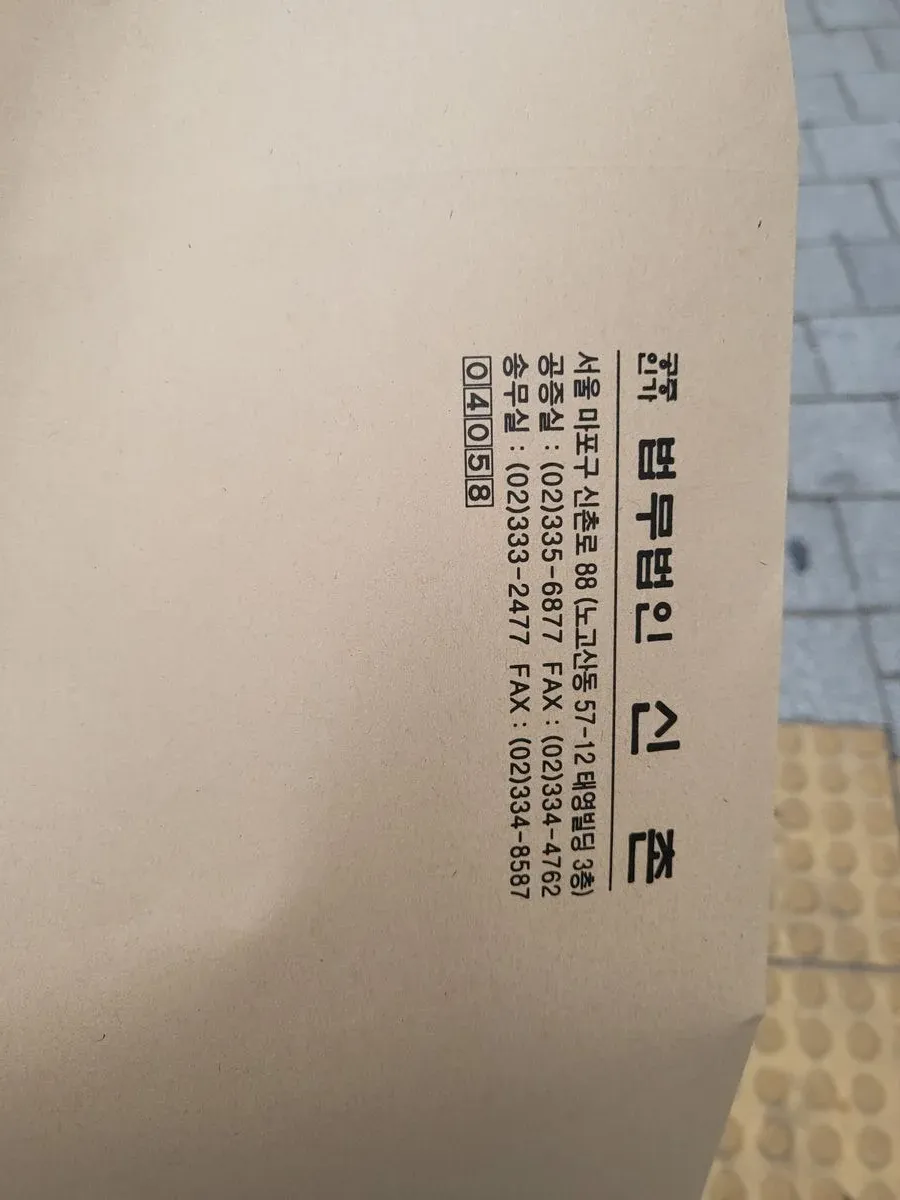 공증
인가 법무법인 신 촌
서울 마포구 신촌로 88 (노고산동 57-12 태영빌딩 3층)
공증실 : (02)335-6877 FAX : (02)334-4762
송무실 : (02)333-2477 FAX : (02)334-8587
04058